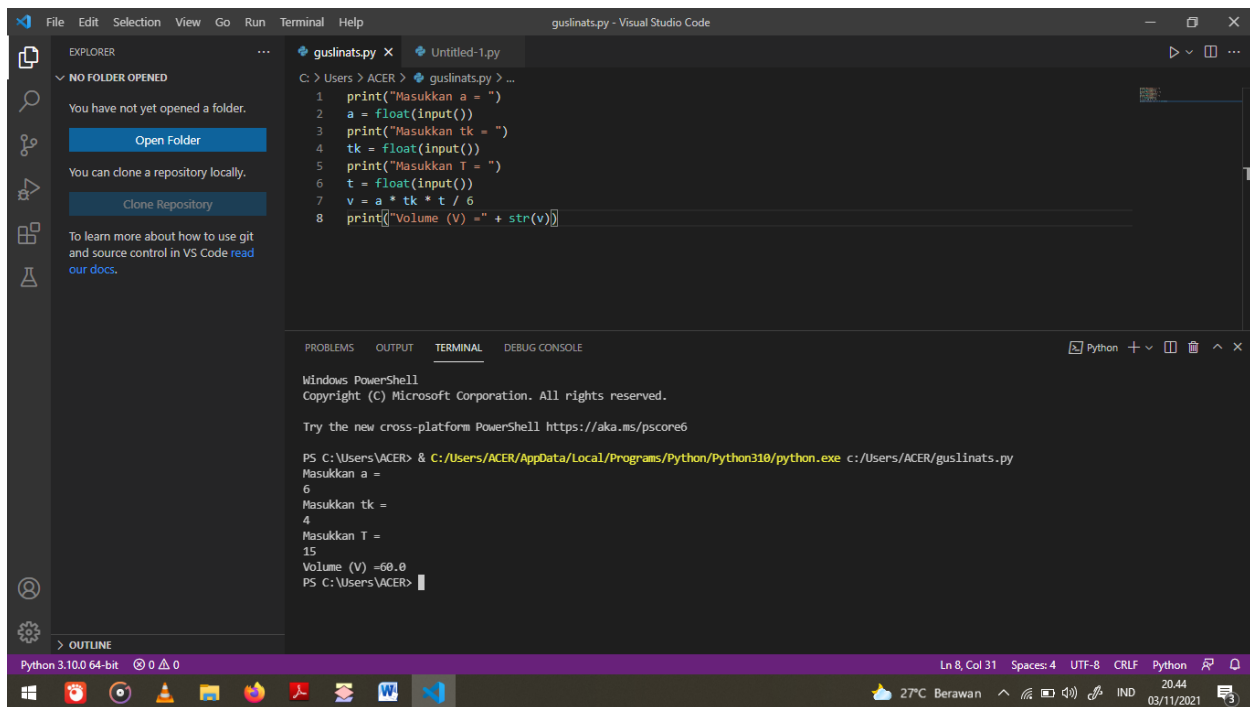 File Edit Selection View Go Run Terminal Help guslinats.py - Visual Studio Code
EXPLORER
NO FOLDER OPENED
You have not yet opened a folder.
Open Folder
You can clone a repository locally.
Clone Repository
To learn more about how to use git
and source control in VS Code read
our docs.
OUTLINE
guslinats.py Untitled-1.py
C: > Users > ACER > guslinats.py > ...
1 print("Masukkan a = ")
2 a = float(input())
3 print("Masukkan tk = ")
4 tk = float(input())
5 print("Masukkan T = ")
6 t = float(input())
7 v = a * tk * t / 6
8 print("Volume (V) =" + str(v))
PROBLEMS OUTPUT TERMINAL DEBUG CONSOLE Python
Windows PowerShell
Copyright (C) Microsoft Corporation. All rights reserved.
Try the new cross-platform PowerShell https://aka.ms/pscore6
PS C:\Users\ACER> & C:/Users/ACER/AppData/Local/Programs/Python/Python310/python.exe c:/Users/ACER/guslinats.py
Masukkan a =
6
Masukkan tk =
4
Masukkan T =
15
Volume (V) =60.0
PS C:\Users\ACER>
Python 3.10.0 64-bit 0 0 Ln 8, Col 31 Spaces: 4 UTF-8 CRLF Python
27°C Berawan IND 20.44
03/11/2021 3